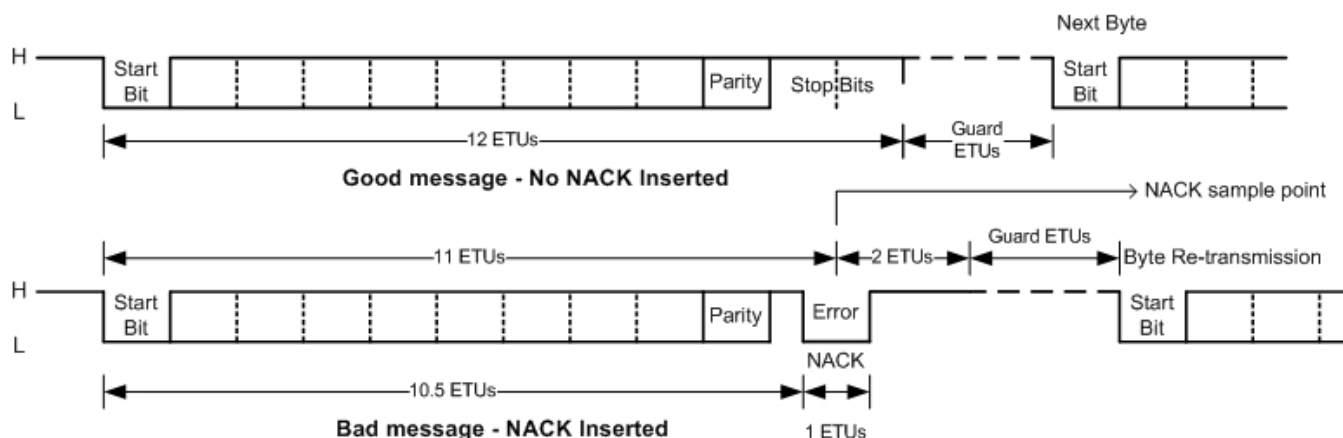 Next Byte
H
Start
Bit
Parity
Stop Bits
Start
Bit
L
12 ETUs
Guard
ETUs
Good message - No NACK Inserted
NACK sample point
11 ETUs
2 ETUs
Guard ETUs
Byte Re-transmission
H
Start
Bit
Parity
Error
Start
Bit
L
NACK
10.5 ETUs
Bad message - NACK Inserted
1 ETUs